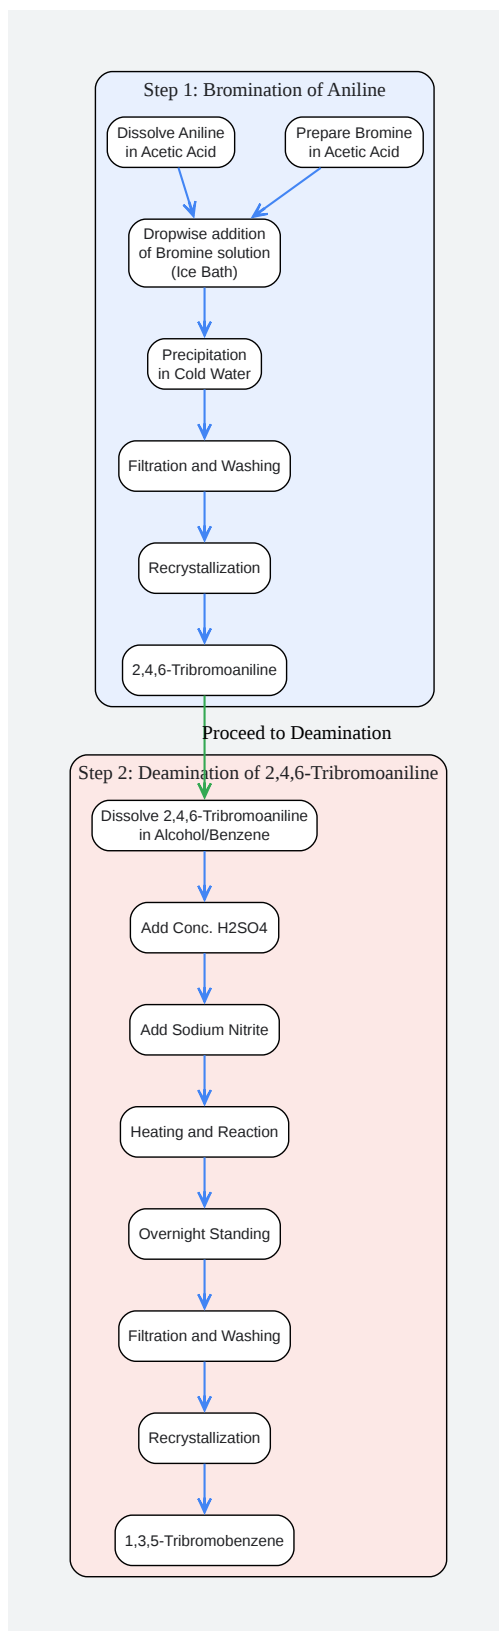 Step 1: Bromination of Aniline
Dissolve Aniline
in Acetic Acid
Prepare Bromine
in Acetic Acid
Dropwise addition
of Bromine solution
(Ice Bath)
Precipitation
in Cold Water
Filtration and Washing
Recrystallization
2,4,6-Tribromoaniline
Proceed to Deamination
Step 2: Deamination of 2,4,6-Tribromoaniline
Dissolve 2,4,6-Tribromoaniline
in Alcohol/Benzene
Add Conc. H2SO4
Add Sodium Nitrite
Heating and Reaction
Overnight Standing
Filtration and Washing
Recrystallization
1,3,5-Tribromobenzene